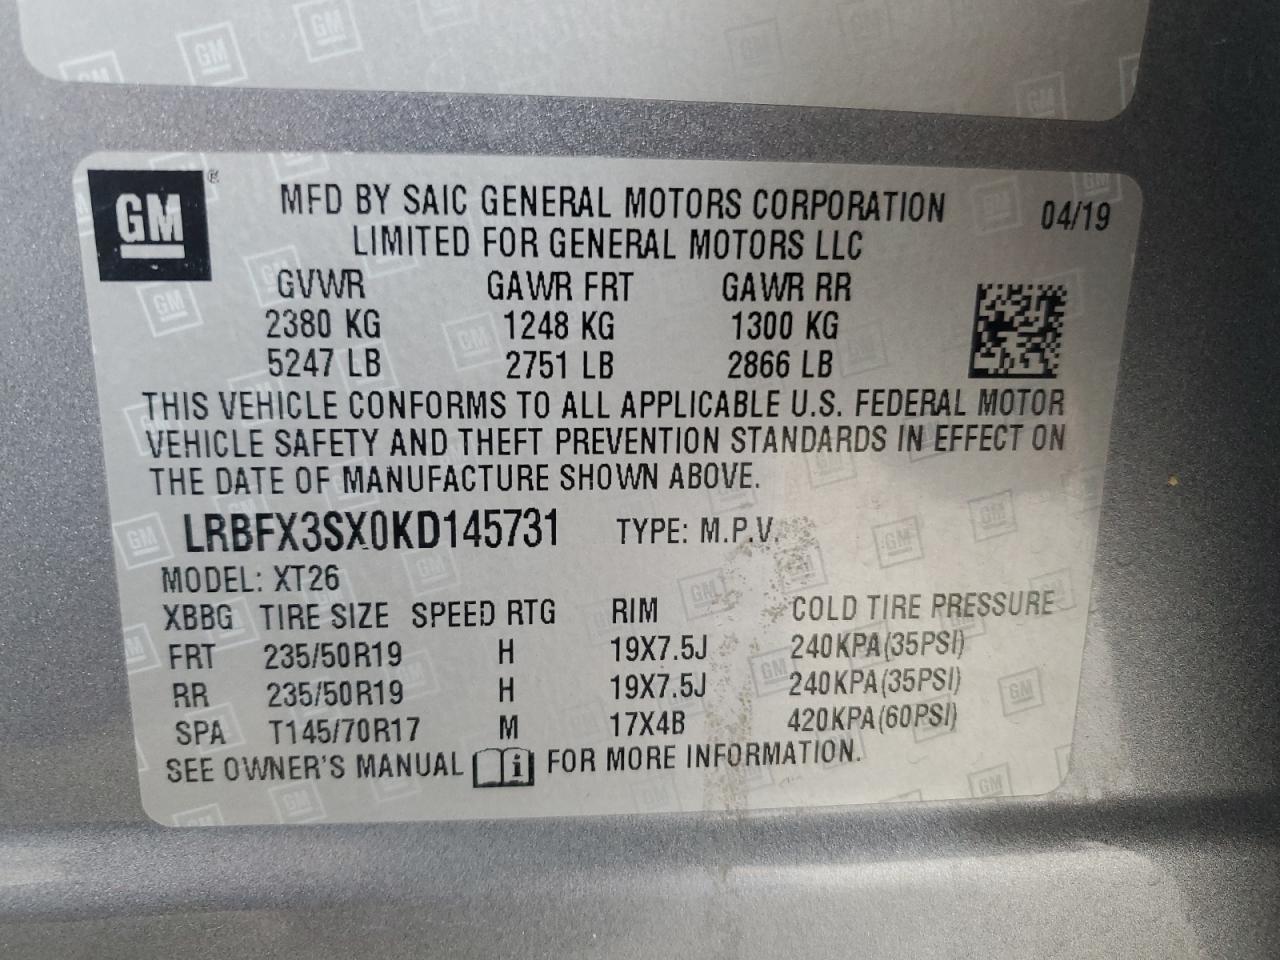 GM ®
MFD BY SAIC GENERAL MOTORS CORPORATION 04/19
LIMITED FOR GENERAL MOTORS LLC
GVWR GAWR FRT GAWR RR
2380 KG 1248 KG 1300 KG
5247 LB 2751 LB 2866 LB
THIS VEHICLE CONFORMS TO ALL APPLICABLE U.S. FEDERAL MOTOR
VEHICLE SAFETY AND THEFT PREVENTION STANDARDS IN EFFECT ON
THE DATE OF MANUFACTURE SHOWN ABOVE.
LRBFX3SX0KD145731 TYPE: M.P.V.
MODEL: XT26
XBBG TIRE SIZE SPEED RTG RIM COLD TIRE PRESSURE
FRT 235/50R19 H 19X7.5J 240KPA(35PSI)
RR 235/50R19 H 19X7.5J 240KPA(35PSI)
SPA T145/70R17 M 17X4B 420KPA(60PSI)
SEE OWNER'S MANUAL i FOR MORE INFORMATION.